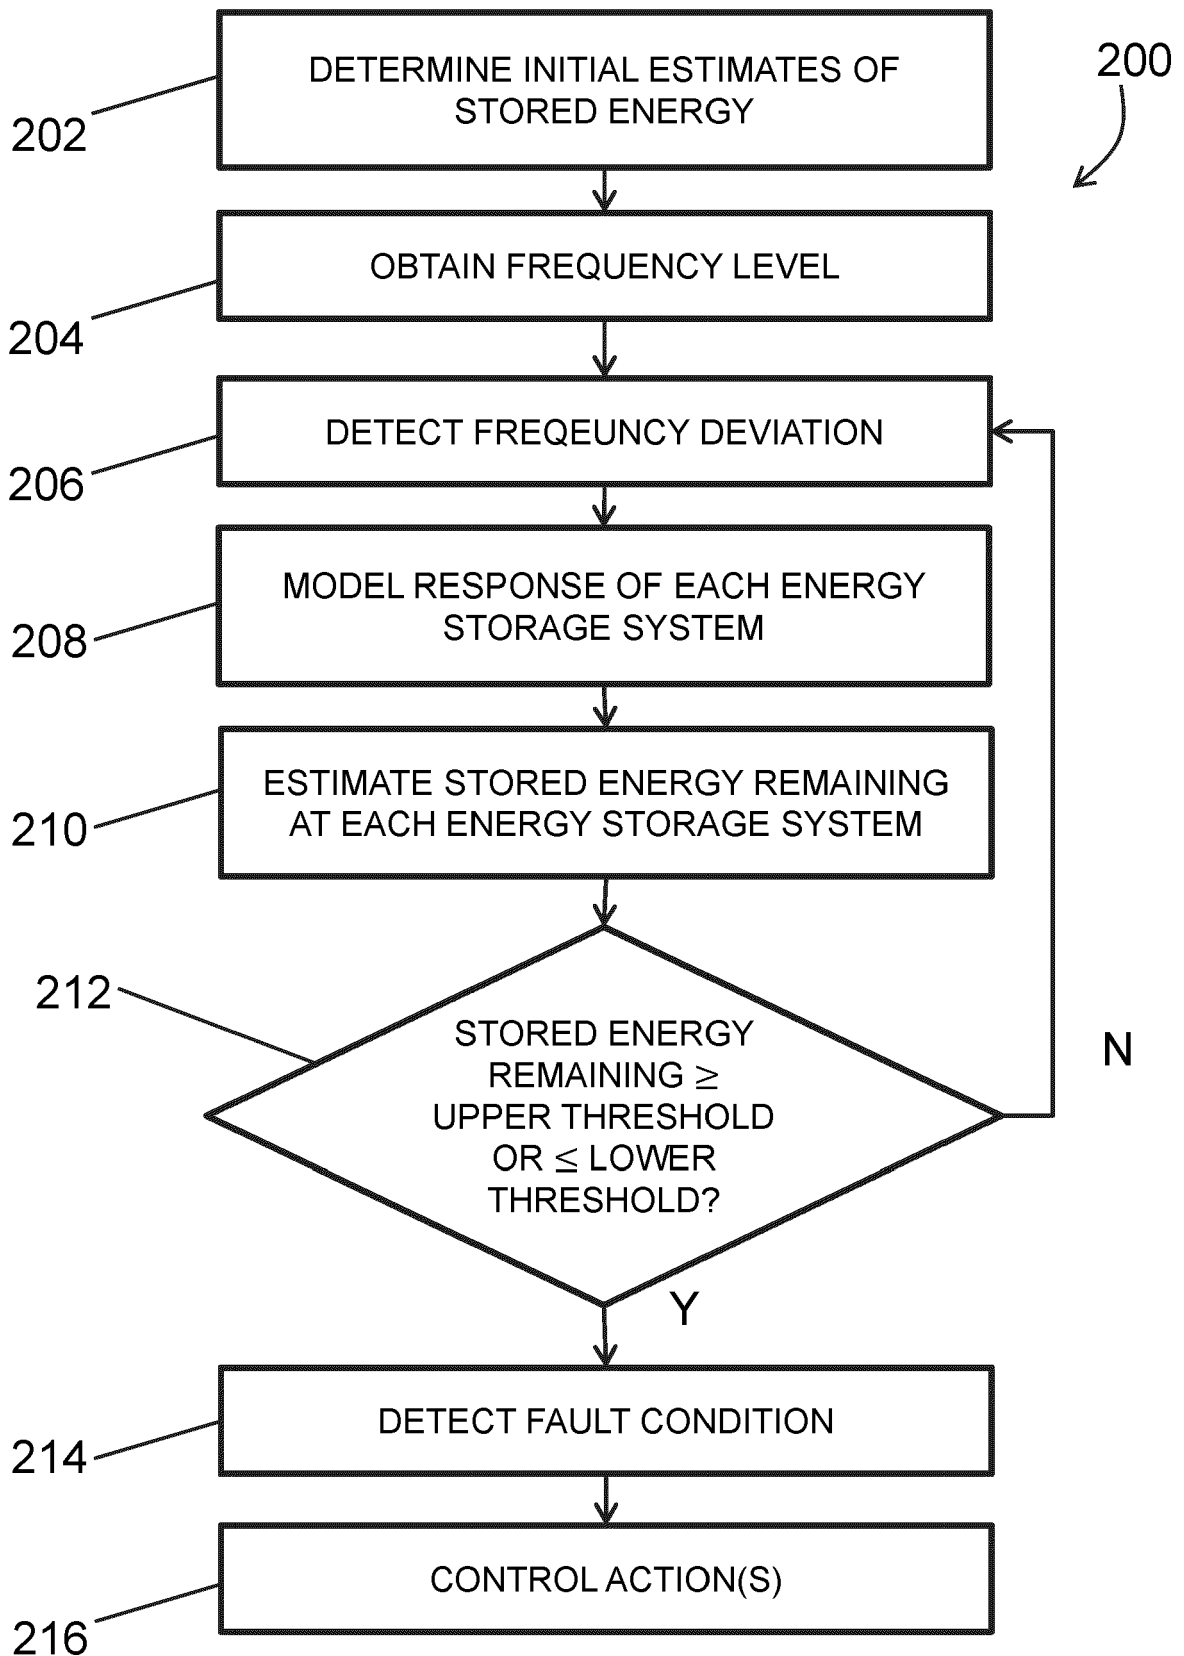 DETERMINE INITIAL ESTIMATES OF
STORED ENERGY
200
202
OBTAIN FREQUENCY LEVEL
204
DETECT FREQEUNCY DEVIATION
206
MODEL RESPONSE OF EACH ENERGY
STORAGE SYSTEM
208
ESTIMATE STORED ENERGY REMAINING
AT EACH ENERGY STORAGE SYSTEM
210
212
STORED ENERGY
REMAINING ≥
UPPER THRESHOLD
OR ≤ LOWER
THRESHOLD?
N
Y
DETECT FAULT CONDITION
214
CONTROL ACTION(S)
216